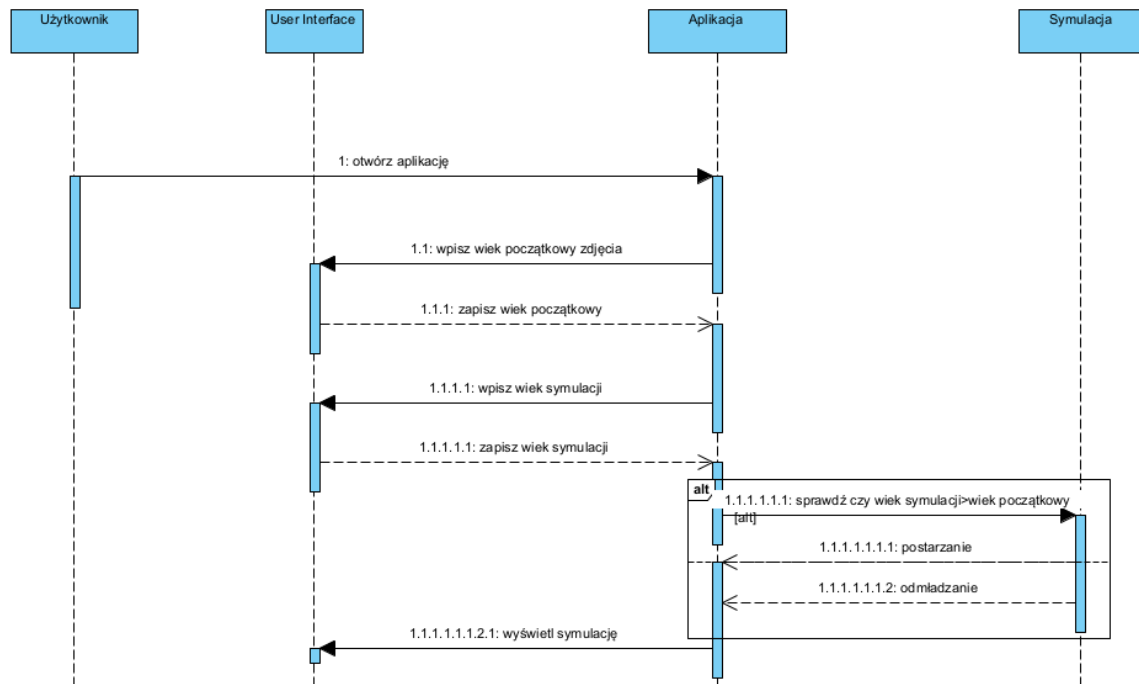 Użytkownik
User Interface
Aplikacja
Symulacja
1: otwórz aplikację
1.1: wpisz wiek początkowy zdjęcia
1.1.1: zapisz wiek początkowy
1.1.1.1: wpisz wiek symulacji
1.1.1.1.1: zapisz wiek symulacji
alt
1.1.1.1.1.1: sprawdź czy wiek symulacji>wiek początkowy
[alt]
1.1.1.1.1.1.1: postarzanie
1.1.1.1.1.1.2: odmładzanie
1.1.1.1.1.1.2.1: wyświetl symulację